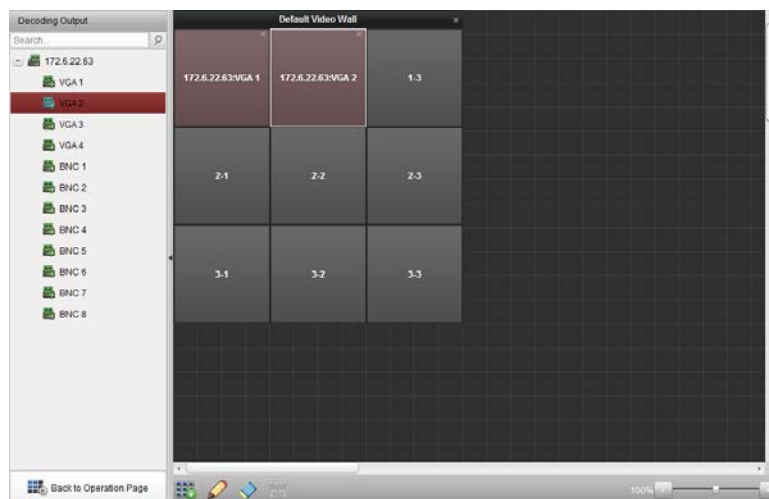 Decoding Output
Search...
172.6.22.63
VGA 1
VGA 2
VGA 3
VGA 4
BNC 1
BNC 2
BNC 3
BNC 4
BNC 5
BNC 6
BNC 7
BNC 8
Back to Operation Page
Default Video Wall
172.6.22.63:VGA 1 172.6.22.63:VGA 2 1-3
2-1 2-2 2-3
3-1 3-2 3-3
100%